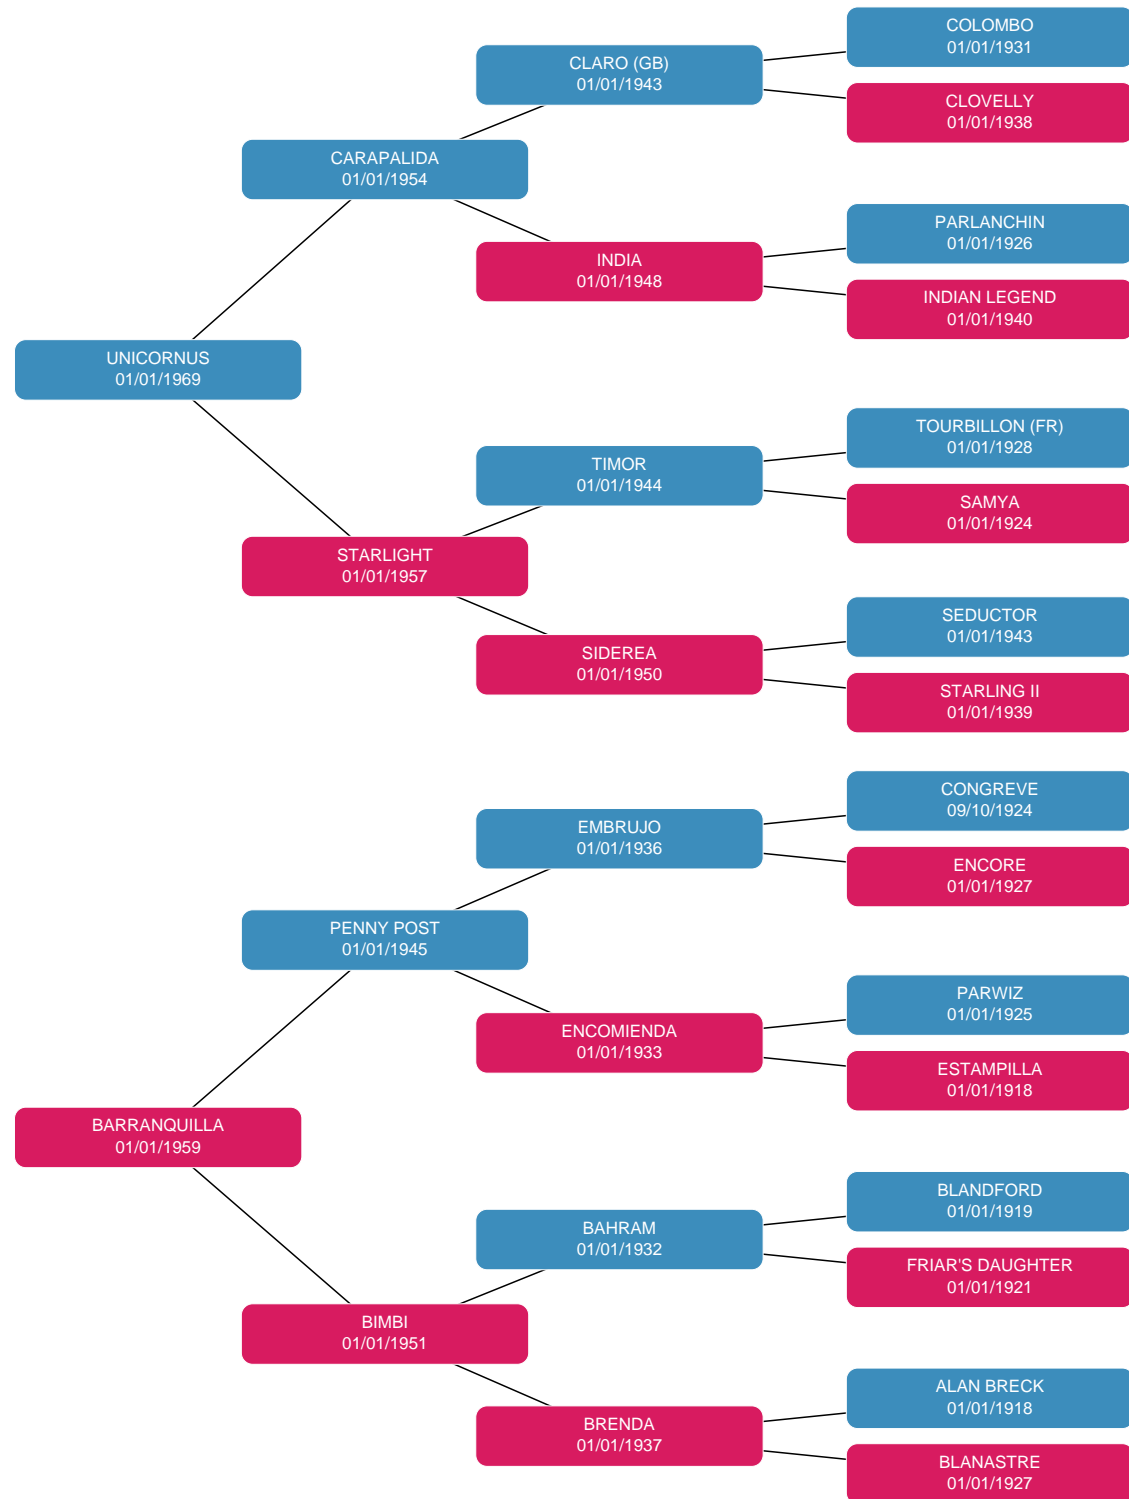 COLOMBO
01/01/1931
CLARO (GB)
01/01/1943
CLOVELLY
01/01/1938
CARAPALIDA
01/01/1954
PARLANCHIN
01/01/1926
INDIA
01/01/1948
INDIAN LEGEND
01/01/1940
UNICORNUS
01/01/1969
TOURBILLON (FR)
01/01/1928
TIMOR
01/01/1944
SAMYA
01/01/1924
STARLIGHT
01/01/1957
SEDUCTOR
01/01/1943
SIDEREA
01/01/1950
STARLING II
01/01/1939
CONGREVE
09/10/1924
EMBRUJO
01/01/1936
ENCORE
01/01/1927
PENNY POST
01/01/1945
PARWIZ
01/01/1925
ENCOMIENDA
01/01/1933
ESTAMPILLA
01/01/1918
BARRANQUILLA
01/01/1959
BLANDFORD
01/01/1919
BAHRAM
01/01/1932
FRIAR'S DAUGHTER
01/01/1921
BIMBI
01/01/1951
ALAN BRECK
01/01/1918
BRENDA
01/01/1937
BLANASTRE
01/01/1927